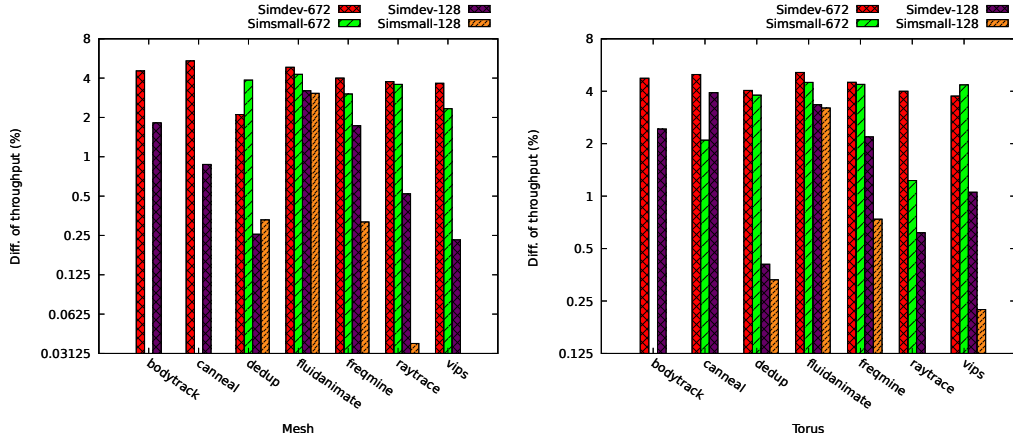 Simdev-672
Simsmall-672
Simdev-128
Simsmall-128
Diff. of throughput (%)
8
4
2
1
0.5
0.25
0.125
0.0625
0.03125
bodytrack
canneal
dedup
fluidanimate
freqmine
raytrace
vips
Mesh
Simdev-672
Simsmall-672
Simdev-128
Simsmall-128
Diff. of throughput (%)
8
4
2
1
0.5
0.25
0.125
bodytrack
canneal
dedup
fluidanimate
freqmine
raytrace
vips
Torus